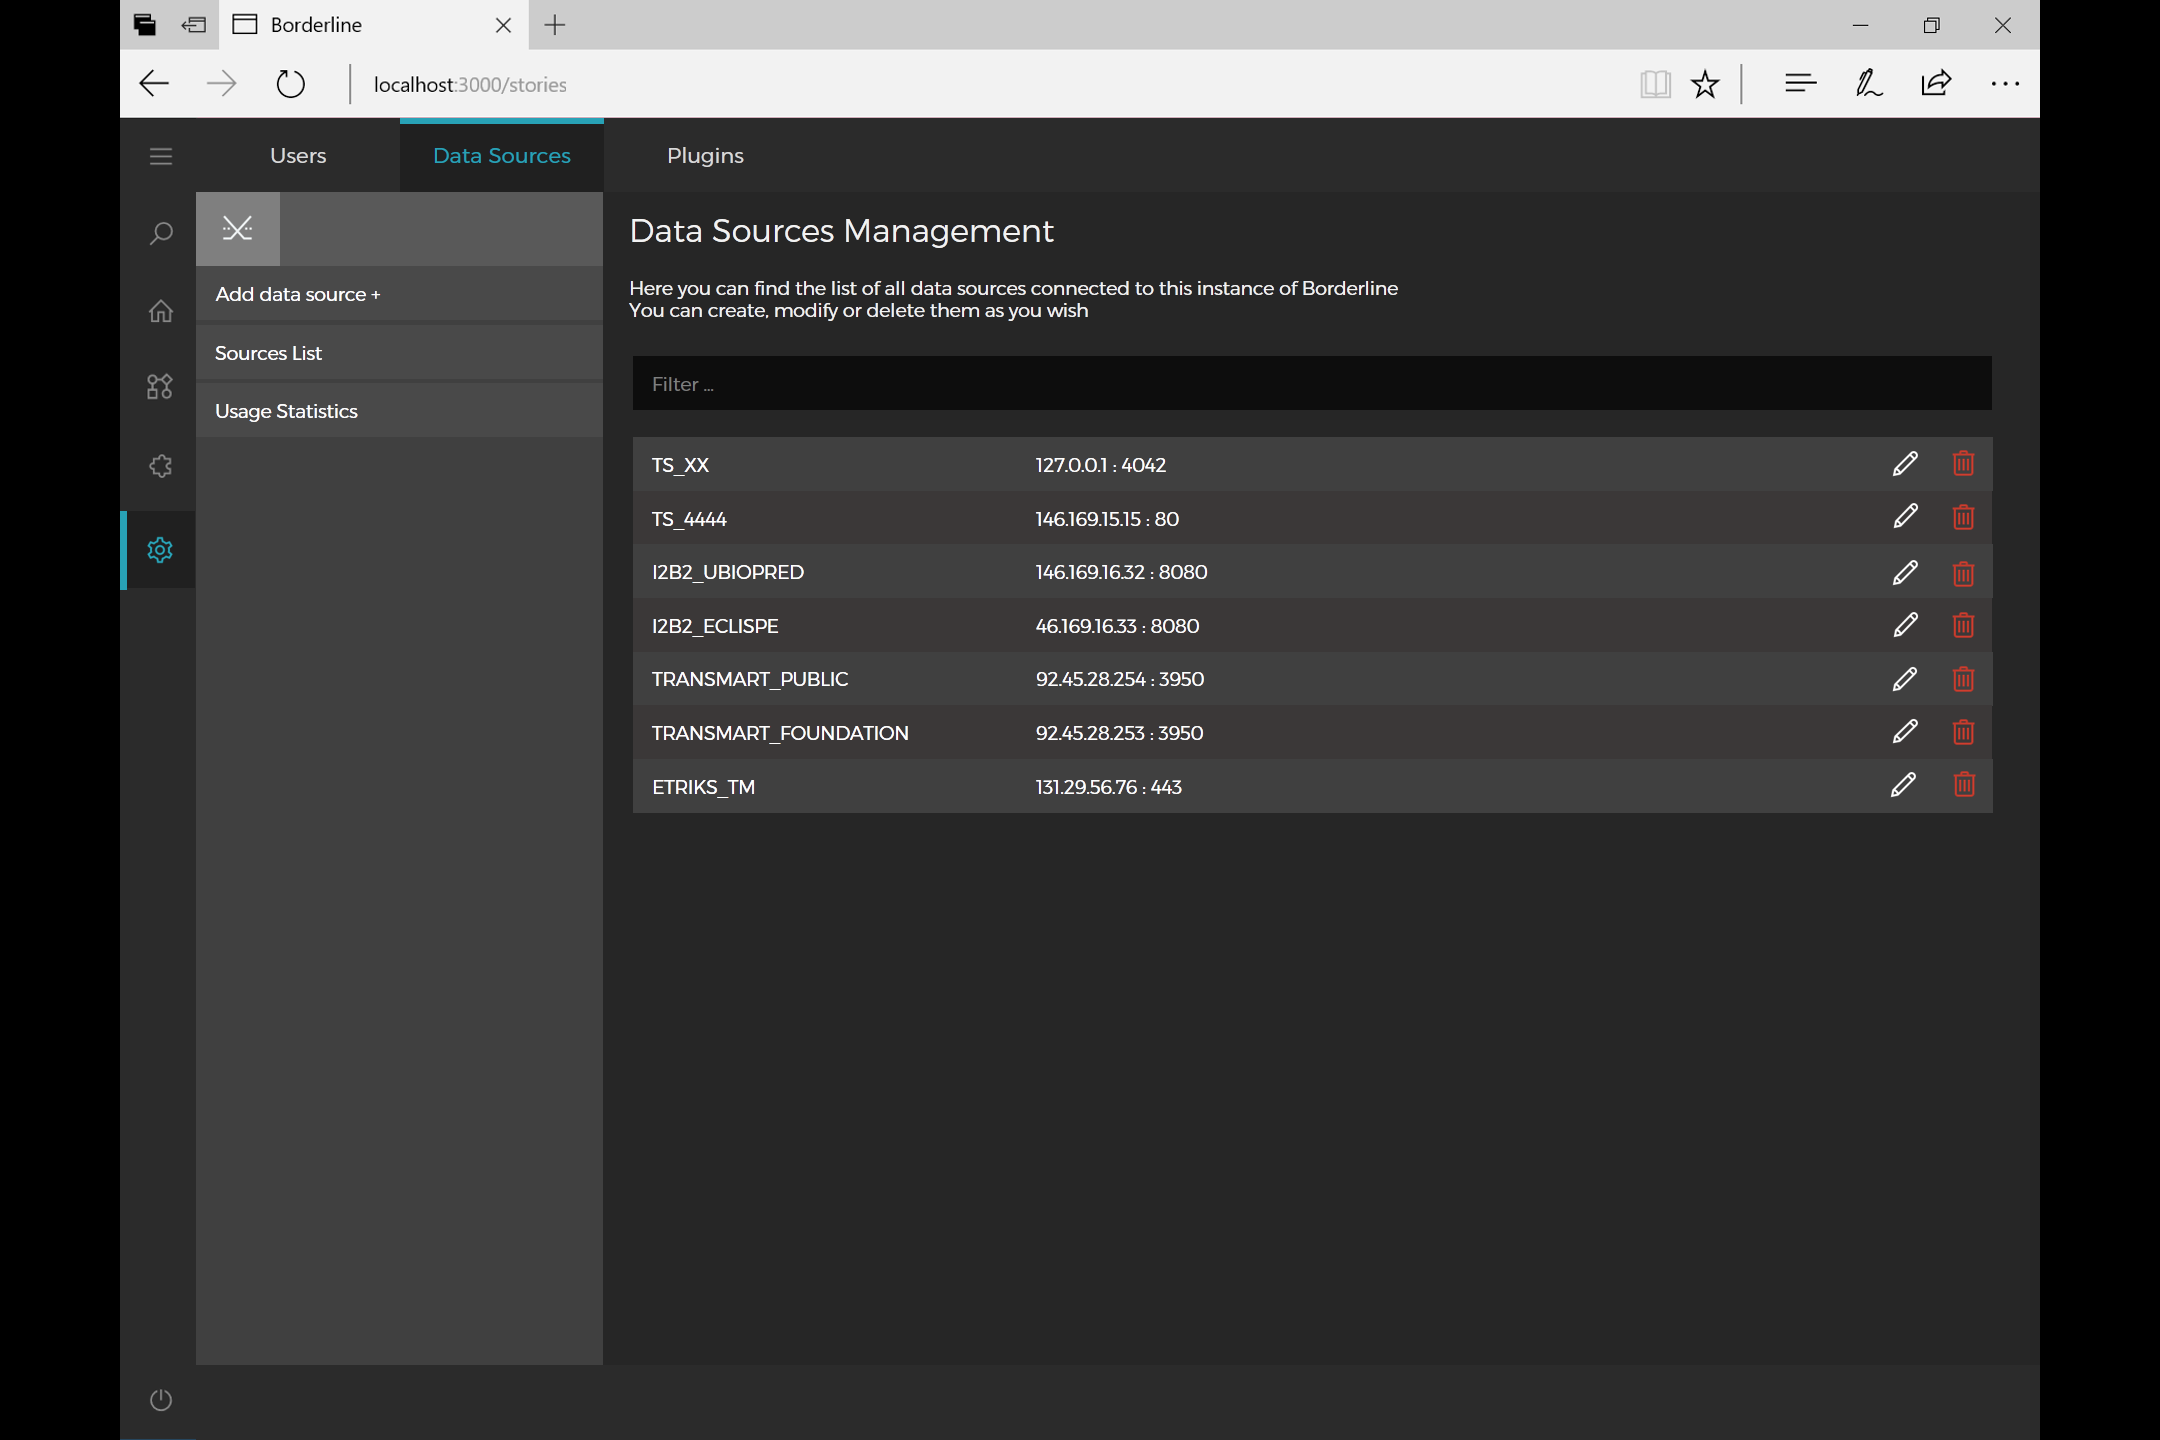 Borderline
localhost:3000/stories
Users
Data Sources
Plugins
Add data source +
Sources List
Usage Statistics
Data Sources Management
Here you can find the list of all data sources connected to this instance of Borderline
You can create, modify or delete them as you wish
Filter ...
TS_XX 127.0.0.1 : 4042
TS_4444 146.169.15.15 : 80
I2B2_UBIOPRED 146.169.16.32 : 8080
I2B2_ECLISPE 46.169.16.33 : 8080
TRANSMART_PUBLIC 92.45.28.254 : 3950
TRANSMART_FOUNDATION 92.45.28.253 : 3950
ETRIKS_TM 131.29.56.76 : 443